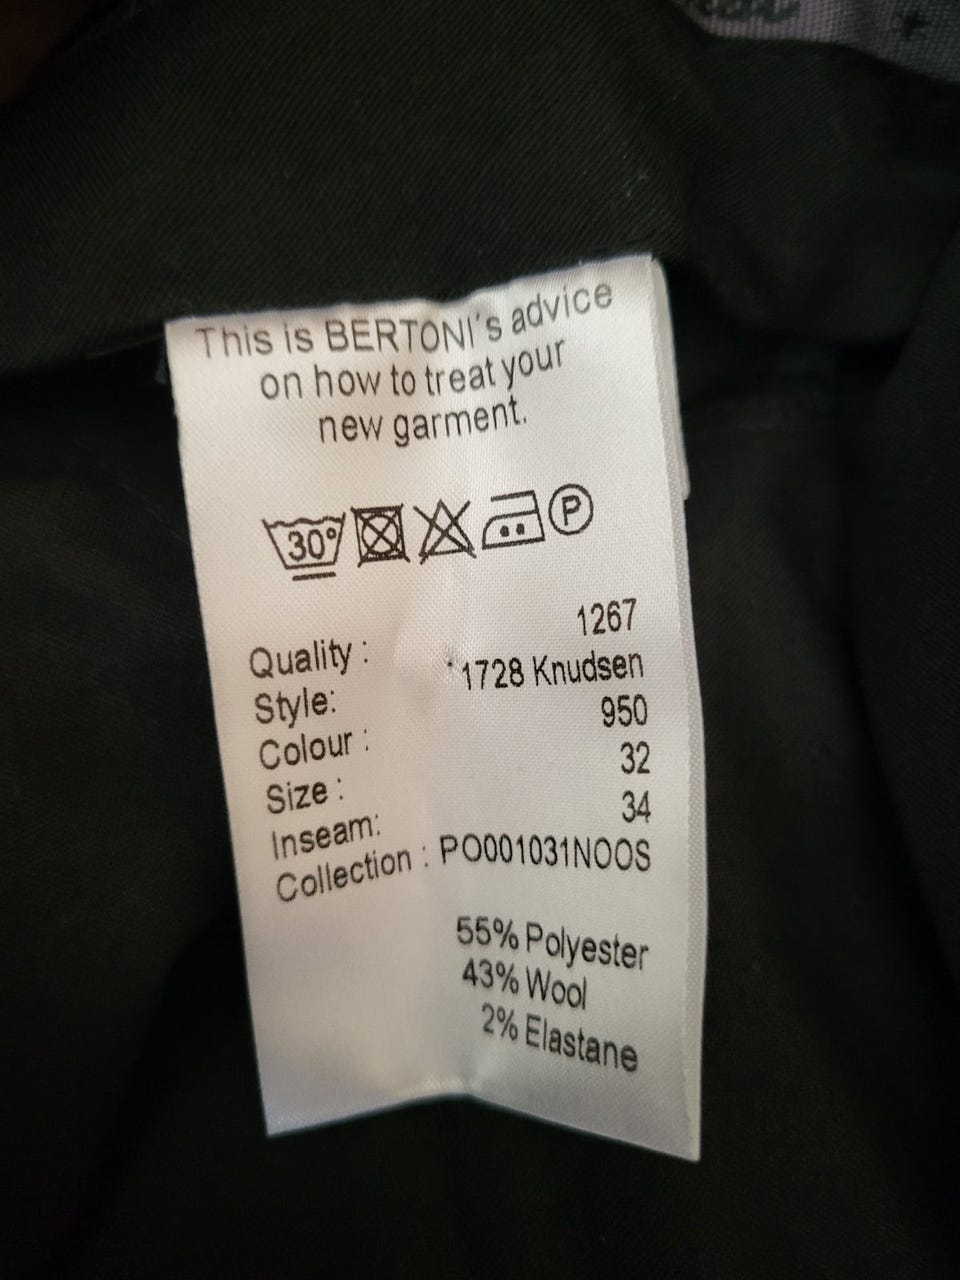 This is BERTONI's advice
on how to treat your
new garment.
30° P
Quality : 1267
Style: 1728 Knudsen
Colour : 950
Size : 32
Inseam: 34
Collection : PO001031NOOS
55% Polyester
43% Wool
2% Elastane